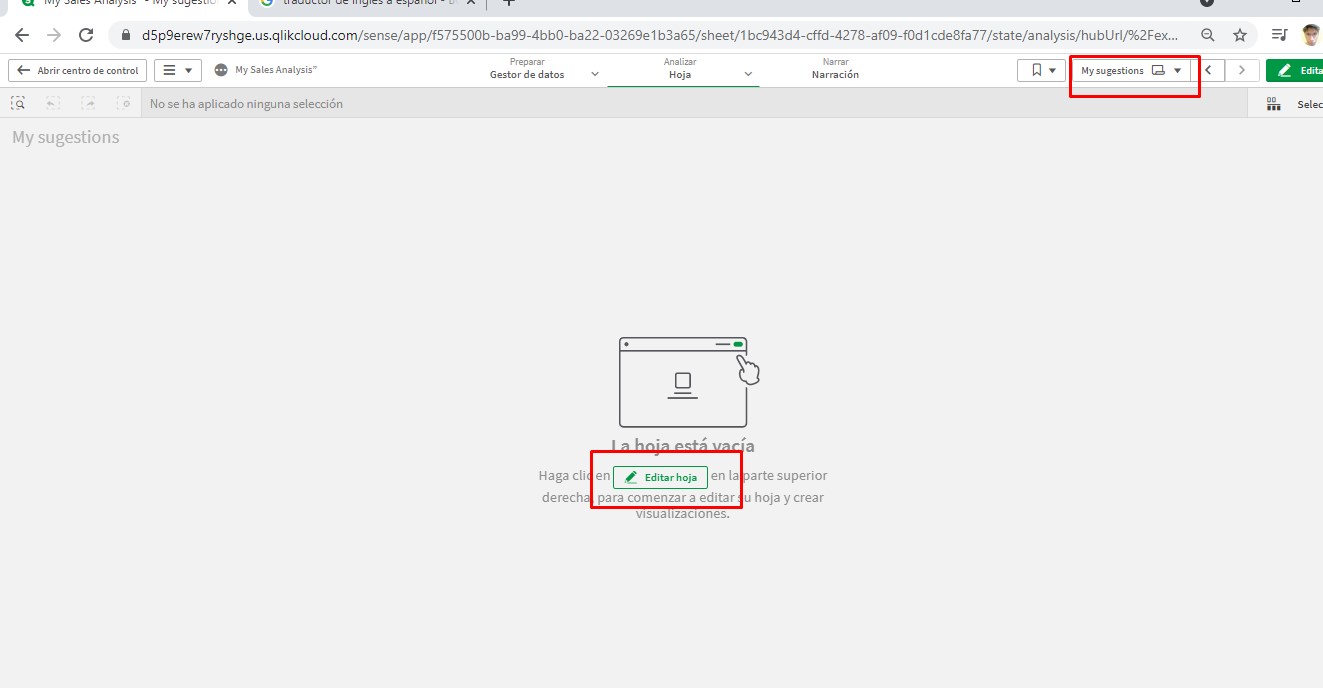 My Sales Analysis" - My sugestion
traductor de ingles a español - b
d5p9erew7ryshge.us.qlikcloud.com/sense/app/f575500b-ba99-4bb0-ba22-03269e1b3a65/sheet/1bc943d4-cffd-4278-af09-f0d1cde8fa77/state/analysis/hubUrl/%2Fex...
Abrir centro de control
My Sales Analysis"
Preparar
Gestor de datos
Analizar
Hoja
Narrar
Narración
My sugestions
Edita
No se ha aplicado ninguna selección
Selec
My sugestions
La hoja está vacía
Haga clic en Editar hoja en la parte superior
derecha, para comenzar a editar su hoja y crear
visualizaciones.